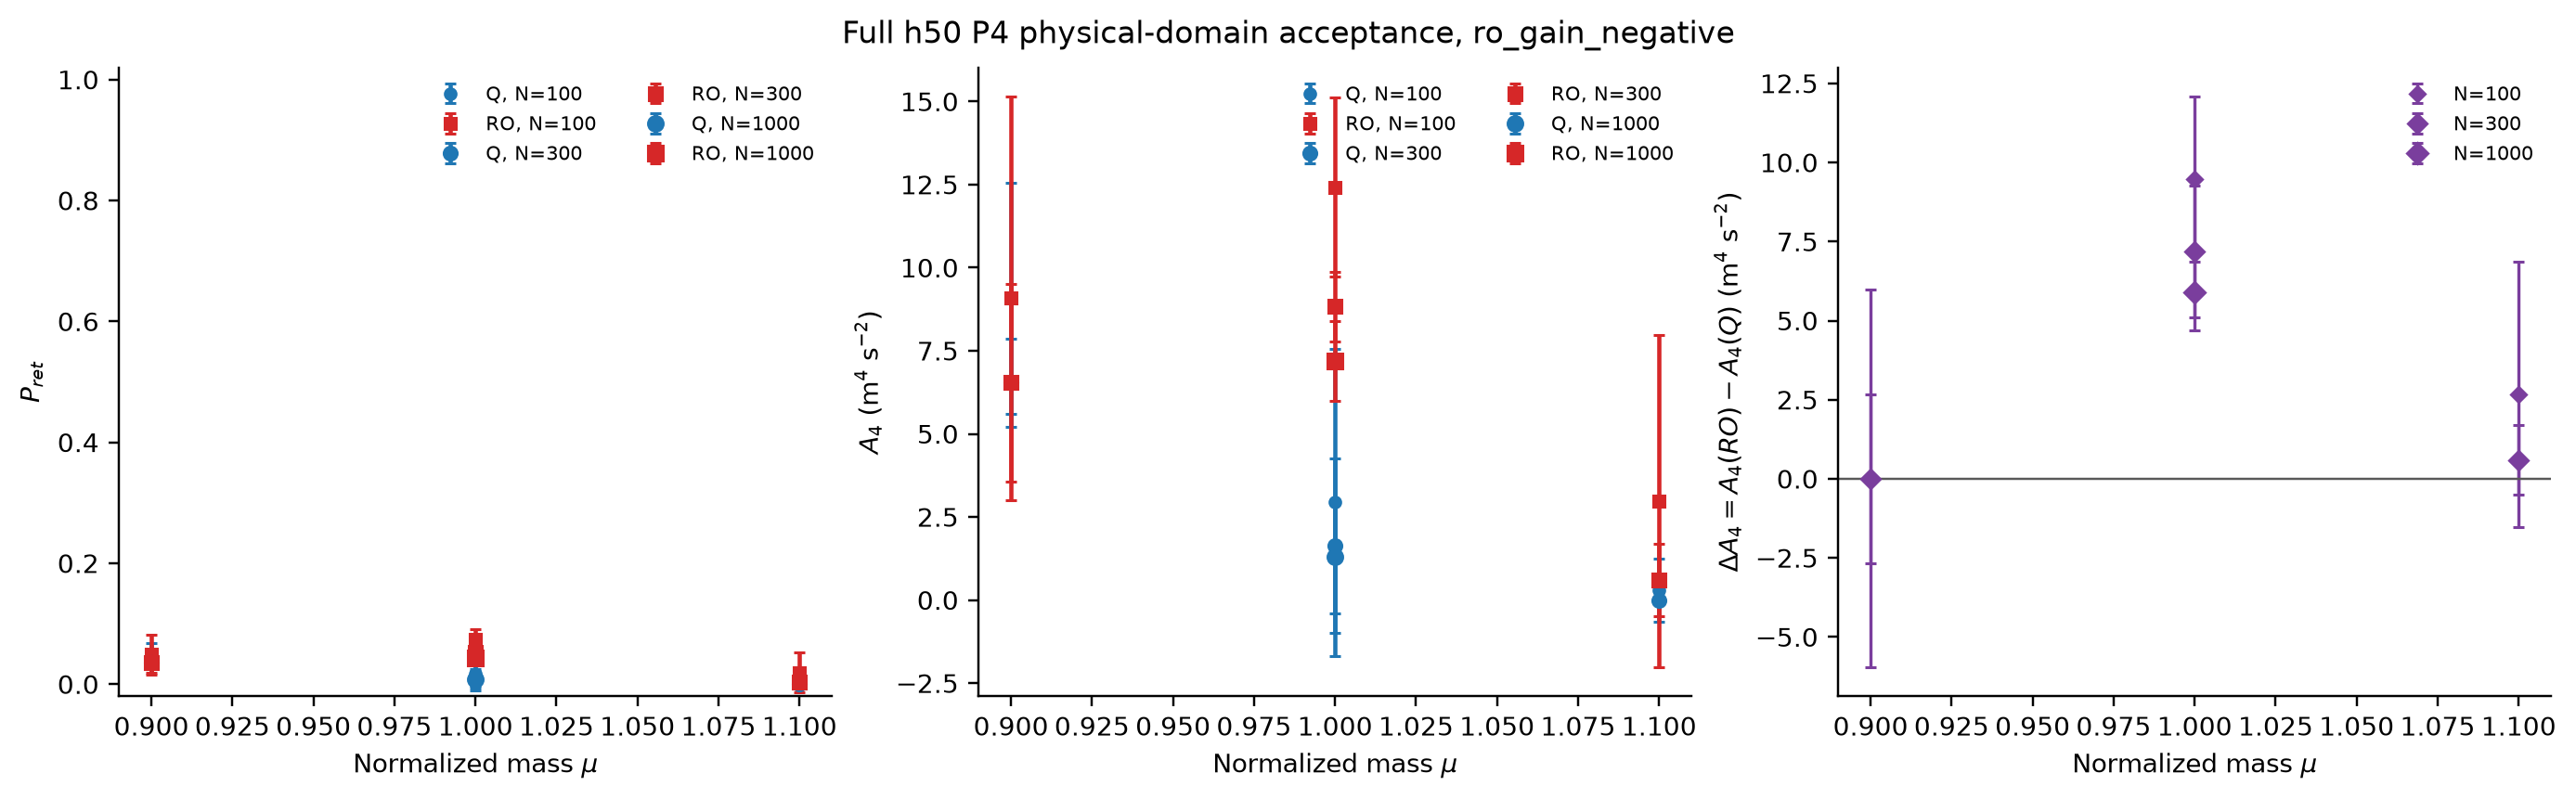 Full h50 P4 physical-domain acceptance, ro_gain_negative
1.0
0.8
0.6
0.4
0.2
0.0
P_ret
Q, N=100
RO, N=100
Q, N=300
RO, N=300
Q, N=1000
RO, N=1000
0.900 0.925 0.950 0.975 1.000 1.025 1.050 1.075 1.100
Normalized mass μ
15.0
12.5
10.0
7.5
5.0
2.5
0.0
−2.5
A₄ (m⁴ s⁻²)
Q, N=100
RO, N=100
Q, N=300
RO, N=300
Q, N=1000
RO, N=1000
0.900 0.925 0.950 0.975 1.000 1.025 1.050 1.075 1.100
Normalized mass μ
12.5
10.0
7.5
5.0
2.5
0.0
−2.5
−5.0
ΔA₄ = A₄(RO) − A₄(Q) (m⁴ s⁻²)
N=100
N=300
N=1000
0.900 0.925 0.950 0.975 1.000 1.025 1.050 1.075 1.100
Normalized mass μ